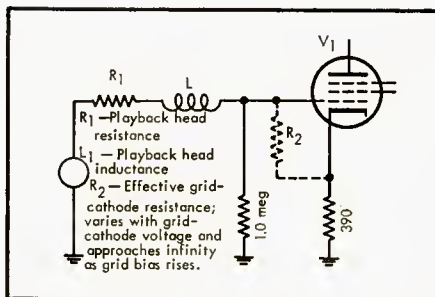 V1
R1
L
R1—Playback head
resistance
L1—Playback head
inductance
R2—Effective grid-
cathode resistance;
varies with grid-
cathode voltage and
approaches infinity
as grid bias rises.
R2
1.0 meg
390